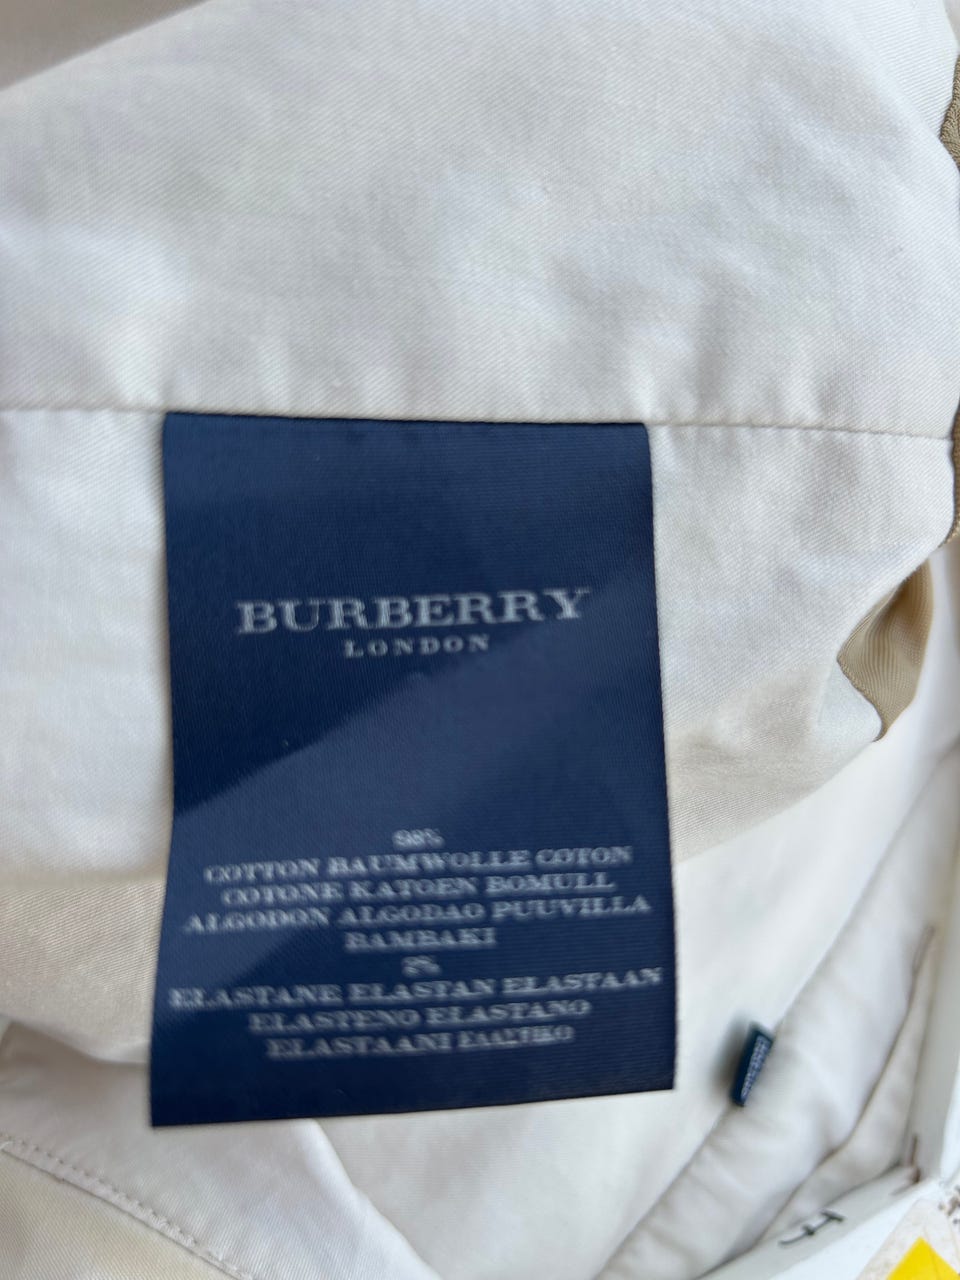 BURBERRY
LONDON
98%
COTTON BAUMWOLLE COTON
COTONE KATOEN BOMULL
ALGODON ALGODAO PUUVILLA
BAMBAKI
2%
ELASTANE ELASTAN ELASTAAN
ELASTENO ELASTANO
ELASTAANI ΕΛΑΣΤΙΚΟ